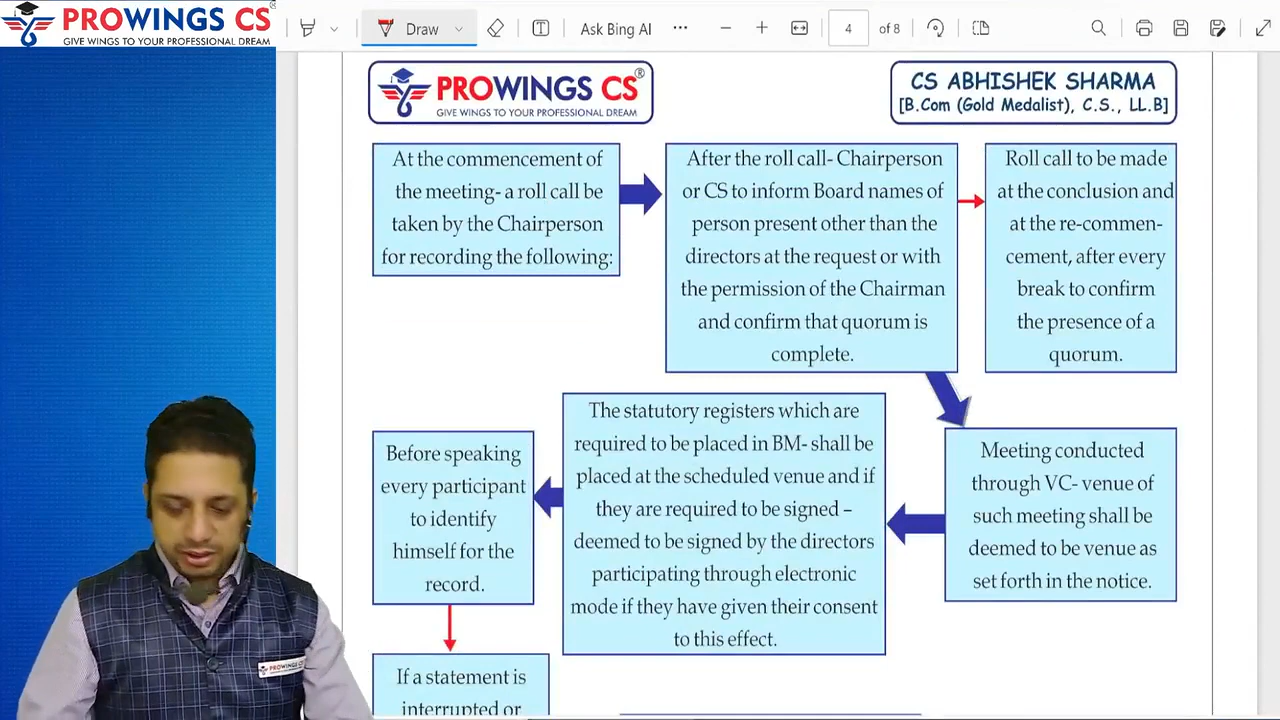 PROWINGS CS
GIVE WINGS TO YOUR PROFESSIONAL DREAM
Draw
Ask Bing AI
4
of 8
PROWINGS CS®
GIVE WINGS TO YOUR PROFESSIONAL DREAM
CS ABHISHEK SHARMA
[B.Com (Gold Medalist), C.S., LL.B]
At the commencement of
the meeting- a roll call be
taken by the Chairperson
for recording the following:
After the roll call- Chairperson
or CS to inform Board names of
person present other than the
directors at the request or with
the permission of the Chairman
and confirm that quorum is
complete.
Roll call to be made
at the conclusion and
at the re-commen-
cement, after every
break to confirm
the presence of a
quorum.
Meeting conducted
through VC- venue of
such meeting shall be
deemed to be venue as
set forth in the notice.
The statutory registers which are
required to be placed in BM- shall be
placed at the scheduled venue and if
they are required to be signed –
deemed to be signed by the directors
participating through electronic
mode if they have given their consent
to this effect.
Before speaking
every participant
to identify
himself for the
record.
If a statement is
interrupted or
PROWINGS CS